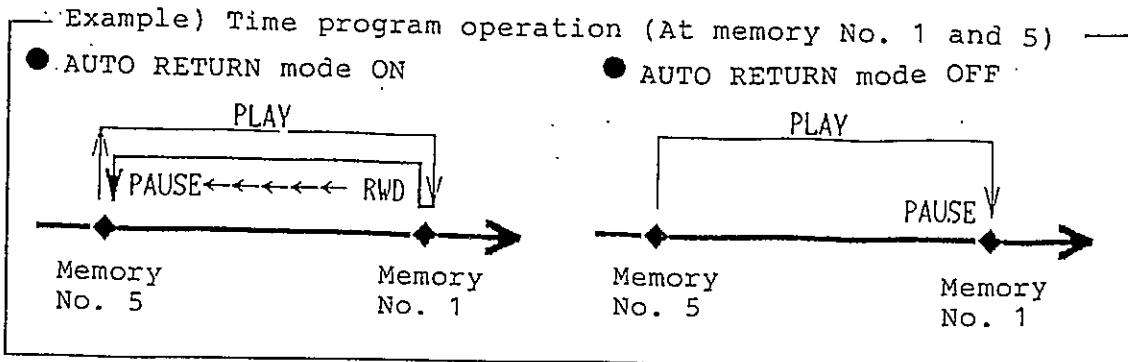 Example) Time program operation (At memory No. 1 and 5)
● AUTO RETURN mode ON
PLAY
PAUSE←←←←←← RWD
Memory
No. 5
Memory
No. 1
● AUTO RETURN mode OFF
PLAY
PAUSE
Memory
No. 5
Memory
No. 1